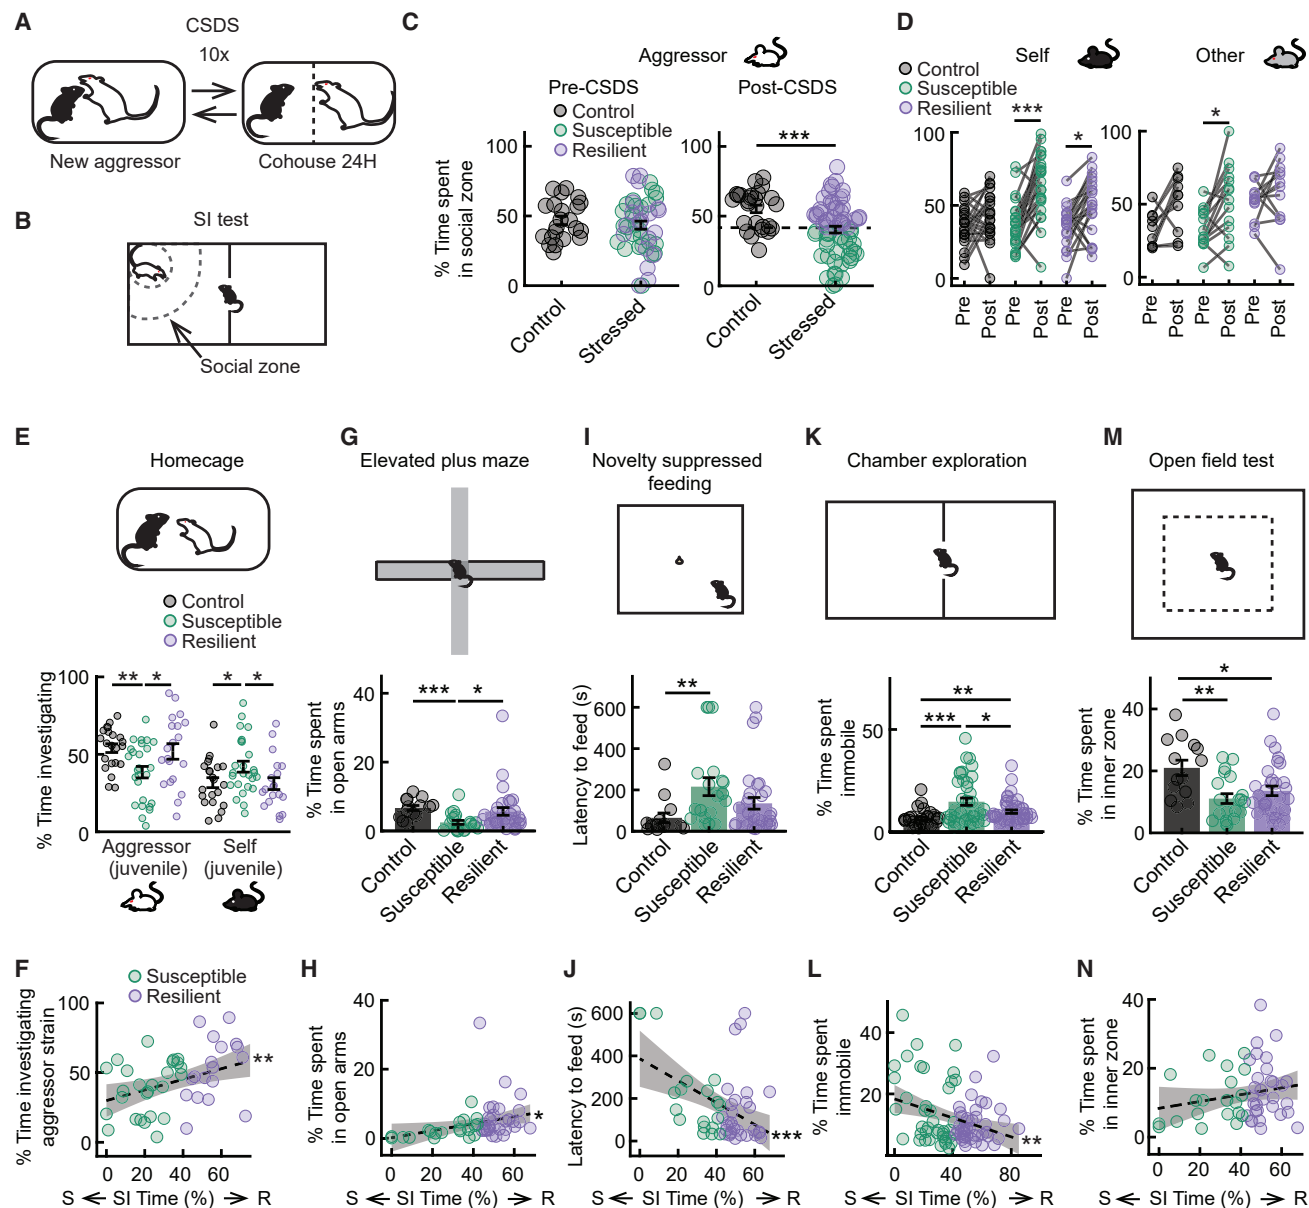 A
CSDS
10x
New aggressor
Cohouse 24H
B
SI test
Social zone
C
Aggressor
Pre-CSDS
Post-CSDS
Control
Susceptible
Resilient
% Time spent
in social zone
100
50
0
Control
Stressed
100
50
0
***
Control
Stressed
D
Control
Susceptible
Resilient
Self
Other
100
50
0
***
*
Pre
Post
Pre
Post
Pre
Post
100
50
0
*
Pre
Post
Pre
Post
Pre
Post
E
Homecage
Control
Susceptible
Resilient
% Time investigating
100
50
0
**
*
*
*
Aggressor
(juvenile)
Self
(juvenile)
G
Elevated plus maze
% Time spent
in open arms
40
20
0
***
*
Control
Susceptible
Resilient
I
Novelty suppressed
feeding
Latency to feed (s)
600
400
200
0
**
Control
Susceptible
Resilient
K
Chamber exploration
% Time spent
immobile
50
0
**
***
*
Control
Susceptible
Resilient
M
Open field test
% Time spent
in inner zone
40
20
0
*
**
Control
Susceptible
Resilient
F
Susceptible
Resilient
% Time investigating
aggressor strain
100
50
0
**
0 20 40 60
S SI Time (%) R
H
% Time spent
in open arms
40
20
0
*
0 20 40 60
S SI Time (%) R
J
Latency to feed (s)
600
400
200
0
***
0 20 40 60
S SI Time (%) R
L
% Time spent
immobile
40
20
**
0 40 80
S SI Time (%) R
N
% Time spent
in inner zone
40
20
0
0 20 40 60
S SI Time (%) R